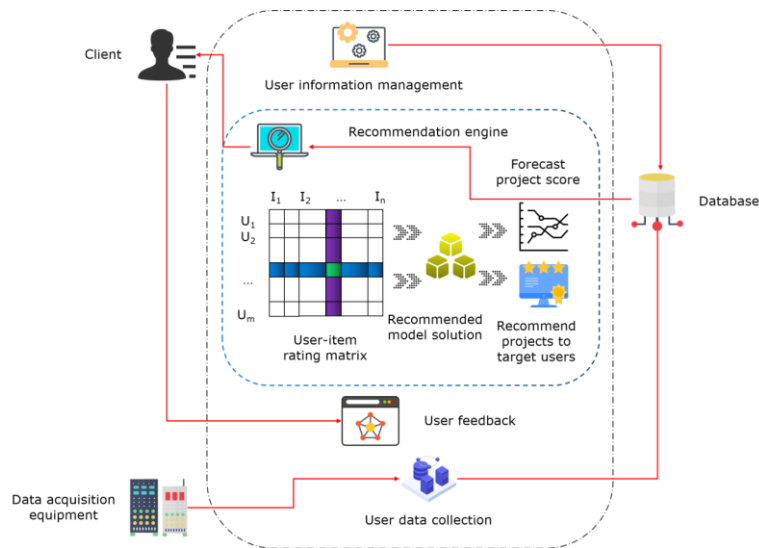 Client
User information management
Recommendation engine
Forecast
project score
Database
I1 I2 ... In
U1
U2
...
Um
User-item
rating matrix
Recommended
model solution
Recommend
projects to
target users
User feedback
Data acquisition
equipment
User data collection